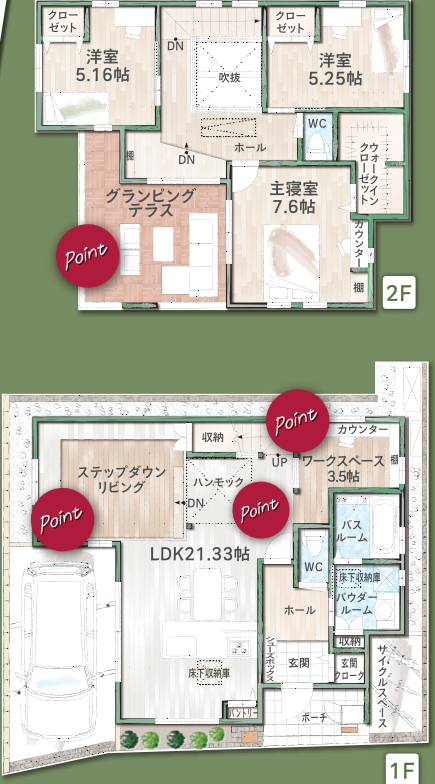 クロー
ゼット
洋室
5.16帖
DN
吹抜
クロー
ゼット
洋室
5.25帖
WC
ホール
DN
棚
ウォークイン
クローゼット
グランピング
テラス
主寝室
7.6帖
カウンター
棚
Point
2F
収納
Point
カウンター
UP
ワークスペース
3.5帖
棚
ステップダウン
リビング
ハンモック
DN
Point
Point
LDK21.33帖
バス
ルーム
WC
床下収納庫
パウダー
ルーム
ホール
収納
シューズボックス
玄関
玄関
クローク
サイクルスペース
床下収納庫
パントリー
ポーチ
1F